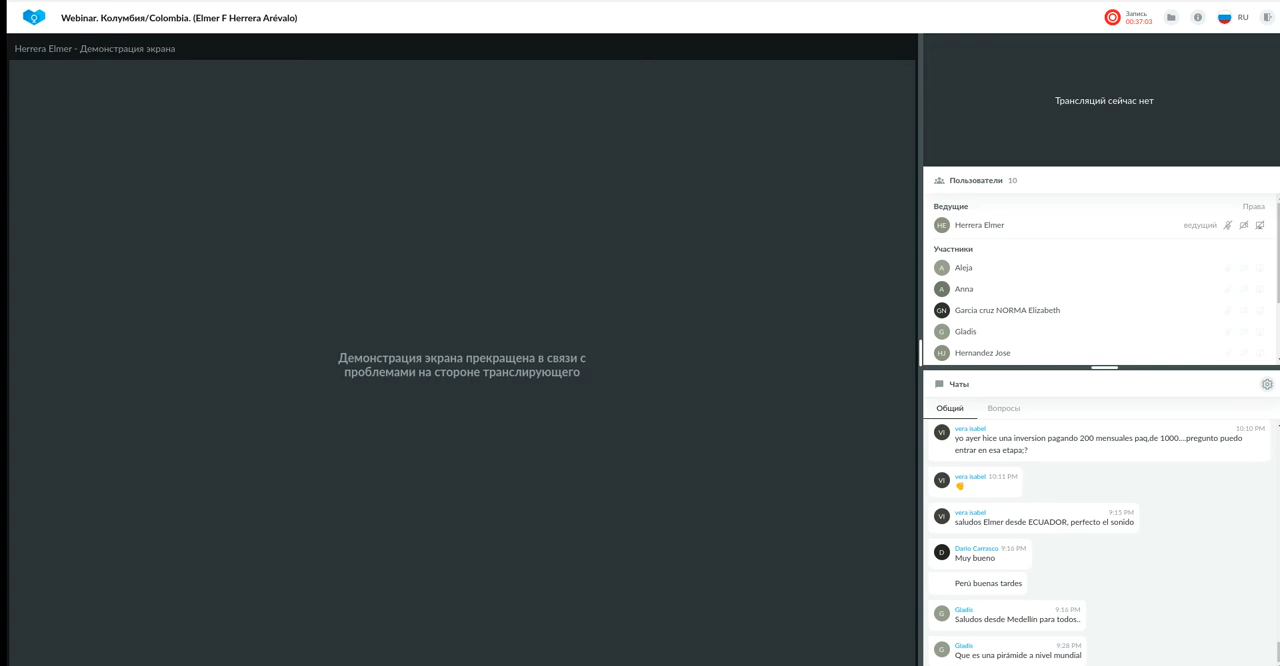 Webinar. Колумбия/Colombia. (Elmer F Herrera Arévalo)
Запись
00:37:03
RU
Herrera Elmer - Демонстрация экрана
Демонстрация экрана прекращена в связи с
проблемами на стороне транслирующего
Трансляций сейчас нет
Пользователи 10
Ведущие Права
HE Herrera Elmer ведущий
Участники
A Aleja
A Anna
GN Garcia cruz NORMA Elizabeth
G Gladis
HJ Hernandez Jose
Чаты
Общий Вопросы
VI vera isabel 10:10 PM
yo ayer hice una inversion pagando 200 mensuales paq,de 1000....pregunto puedo
entrar en esa etapa;?
VI vera isabel 10:11 PM
VI vera isabel 9:15 PM
saludos Elmer desde ECUADOR, perfecto el sonido
D Dario Carrasco 9:16 PM
Muy bueno
Perú buenas tardes
G Gladis 9:16 PM
Saludos desde Medellín para todos..
G Gladis 9:28 PM
Que es una pirámide a nivel mundial